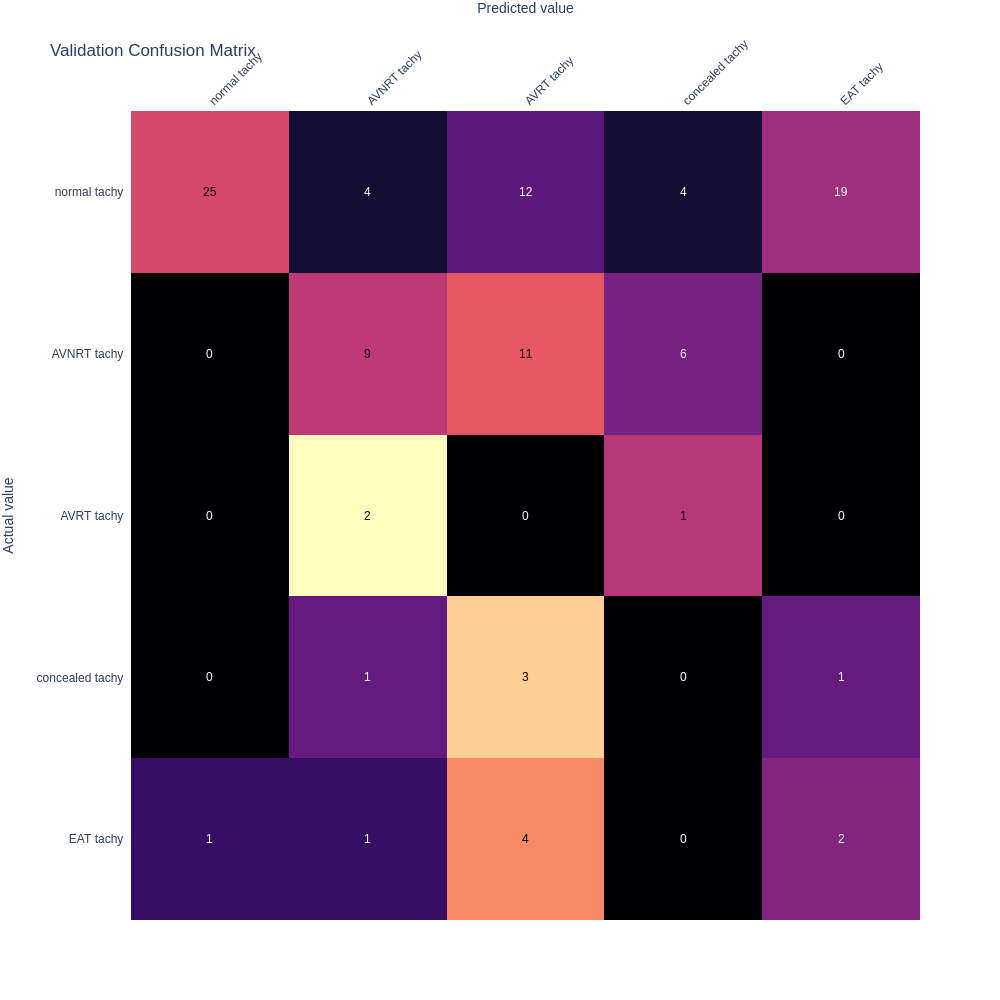 Predicted value
Validation Confusion Matrix
normal tachy
AVNRT tachy
AVRT tachy
concealed tachy
EAT tachy
Actual value
normal tachy 25 4 12 4 19
AVNRT tachy 0 9 11 6 0
AVRT tachy 0 2 0 1 0
concealed tachy 0 1 3 0 1
EAT tachy 1 1 4 0 2